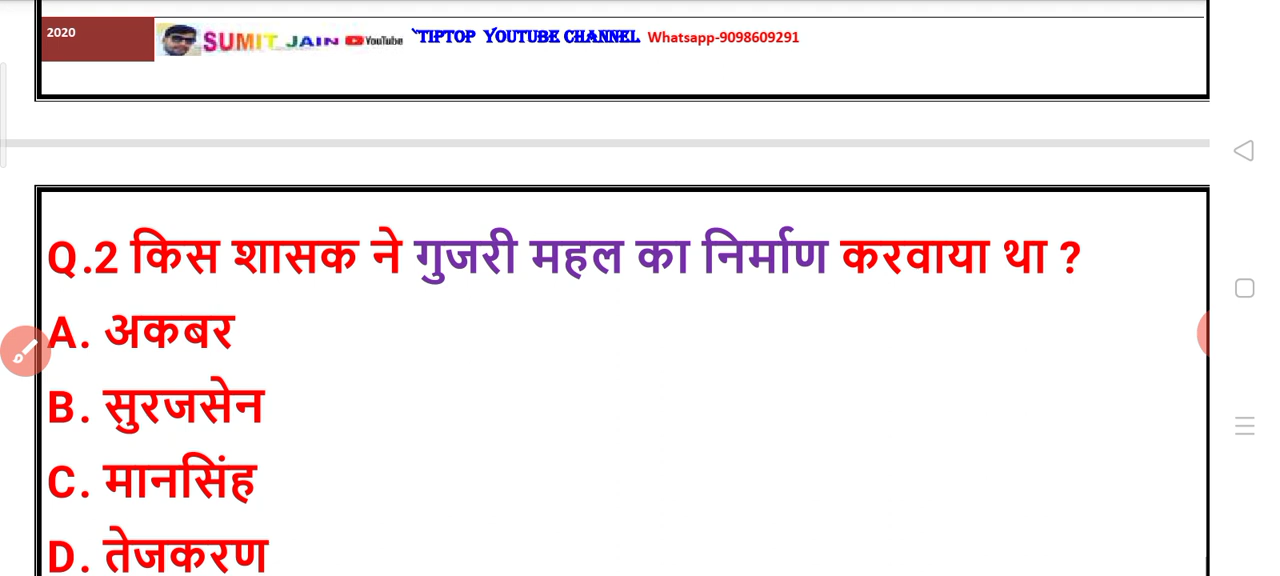 2020
SUMIT JAIN YouTube `TIPTOP YOUTUBE CHANNEL Whatsapp-9098609291
Q.2 किस शासक ने गुजरी महल का निर्माण करवाया था ?
A. अकबर
B. सुरजसेन
C. मानसिंह
D. तेजकरण